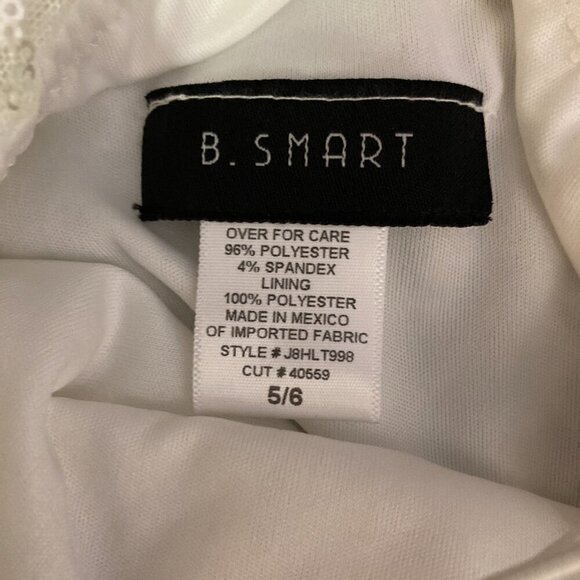 B. SMART
OVER FOR CARE
96% POLYESTER
4% SPANDEX
LINING
100% POLYESTER
MADE IN MEXICO
OF IMPORTED FABRIC
STYLE # J8HLT998
CUT # 40559
5/6